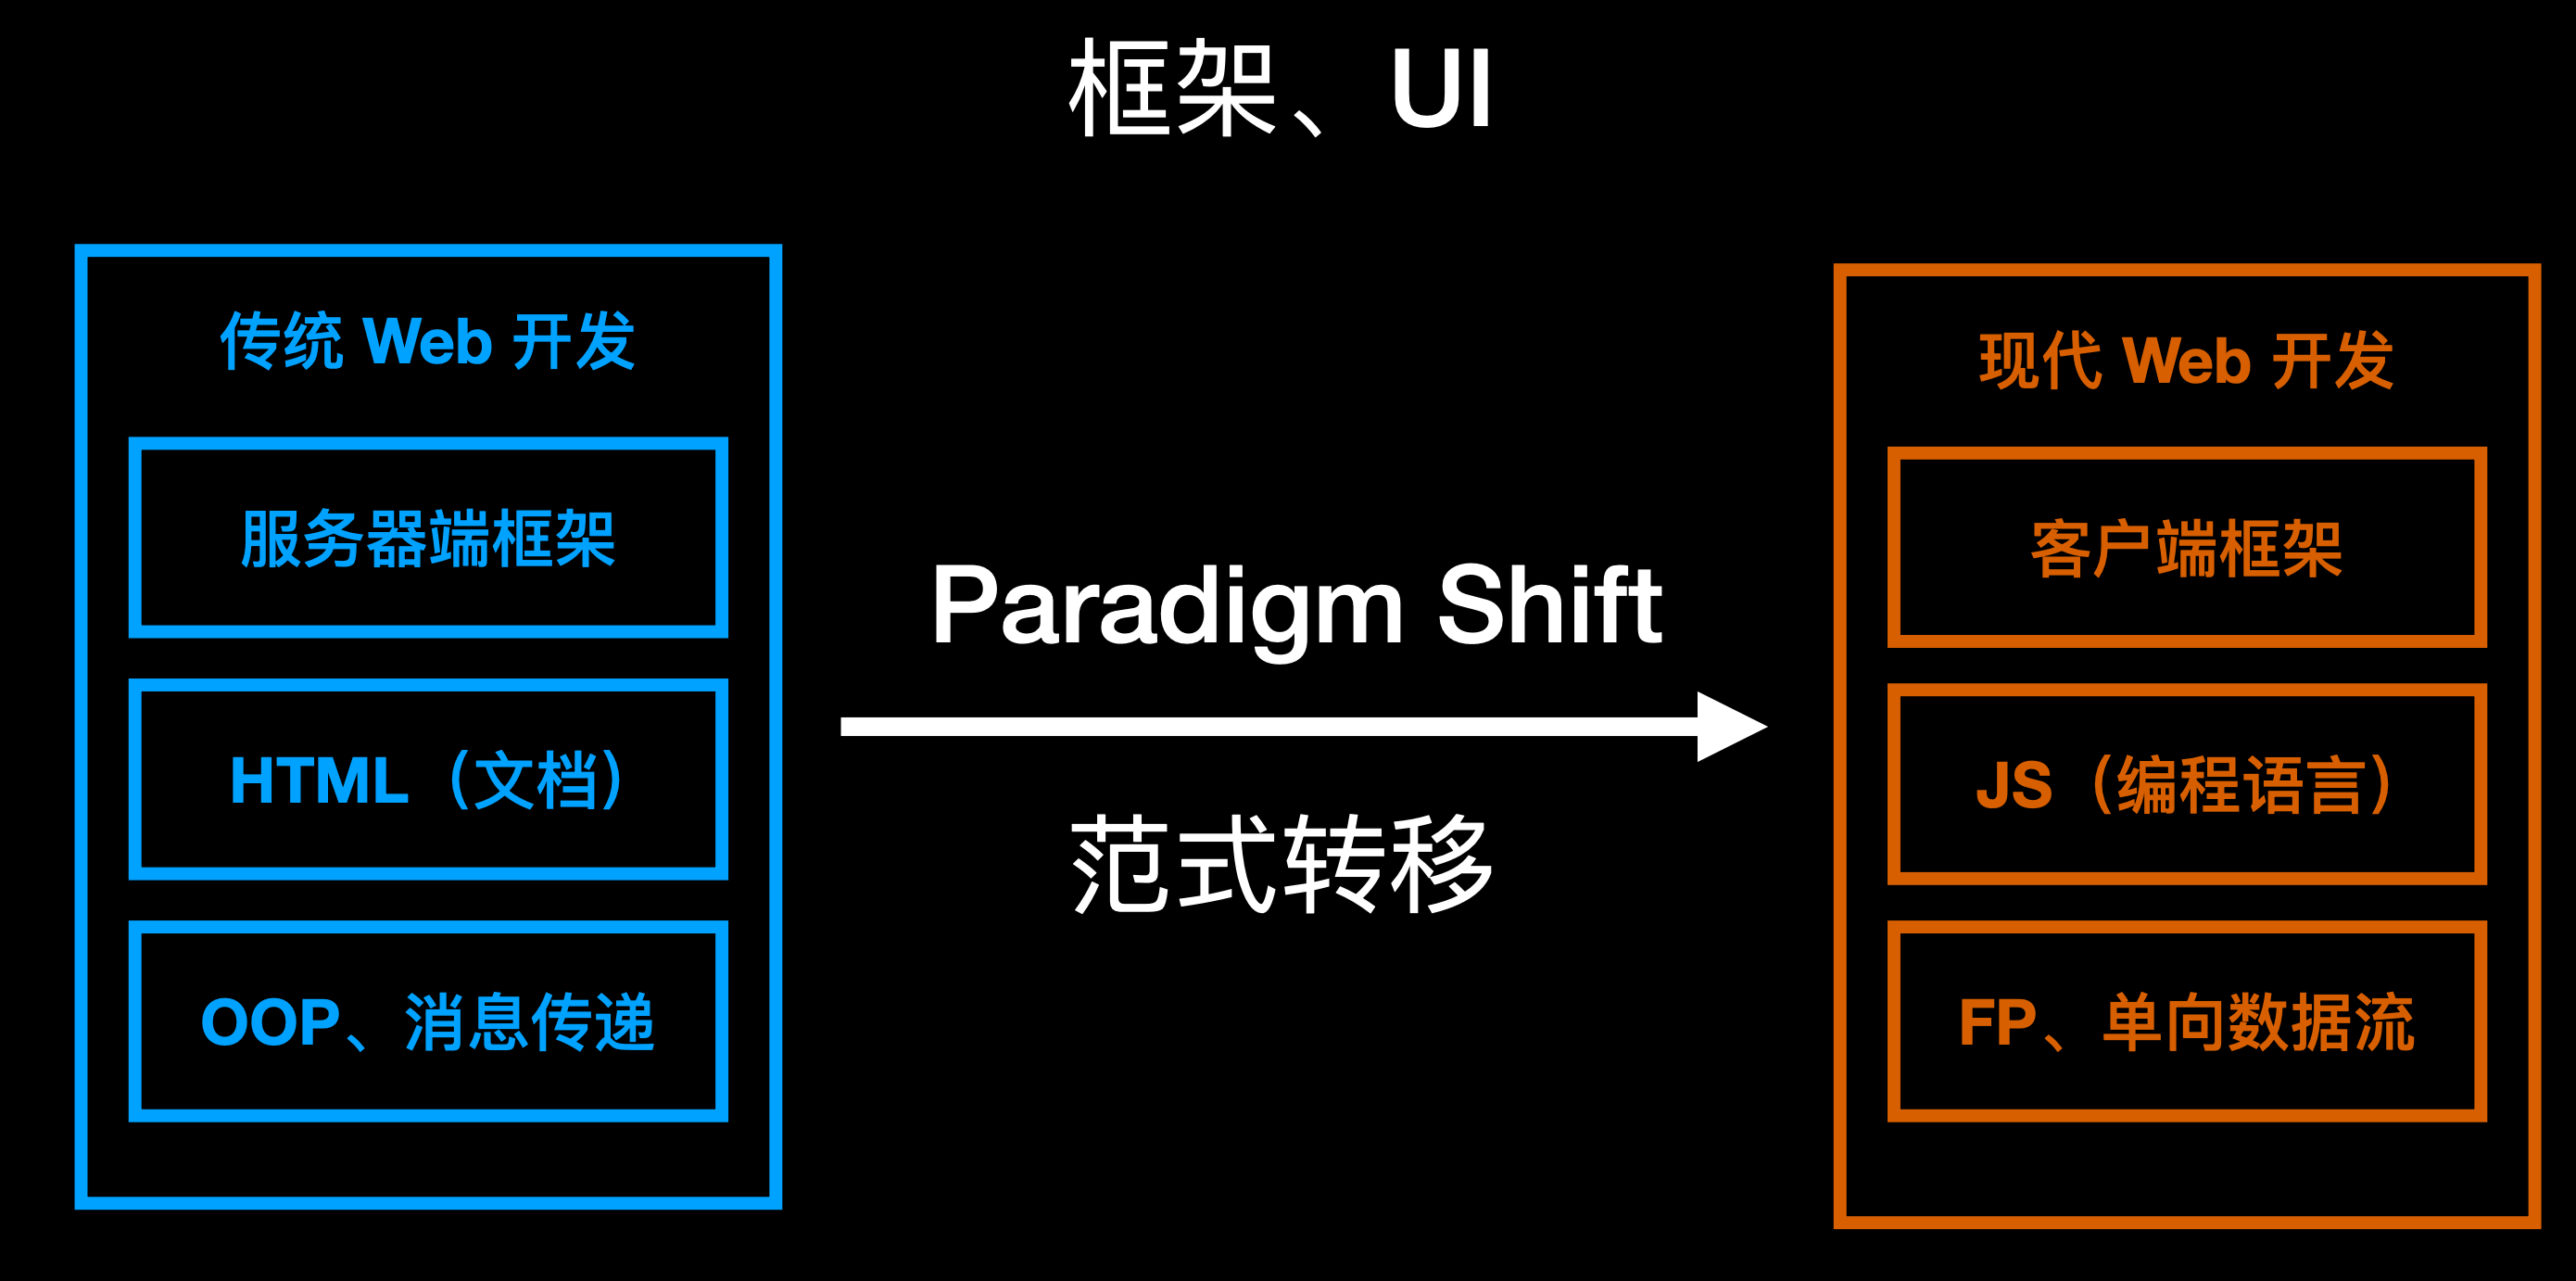 框架、UI
传统 Web 开发
服务器端框架
HTML（文档）
OOP、消息传递
Paradigm Shift
范式转移
现代 Web 开发
客户端框架
JS（编程语言）
FP、单向数据流